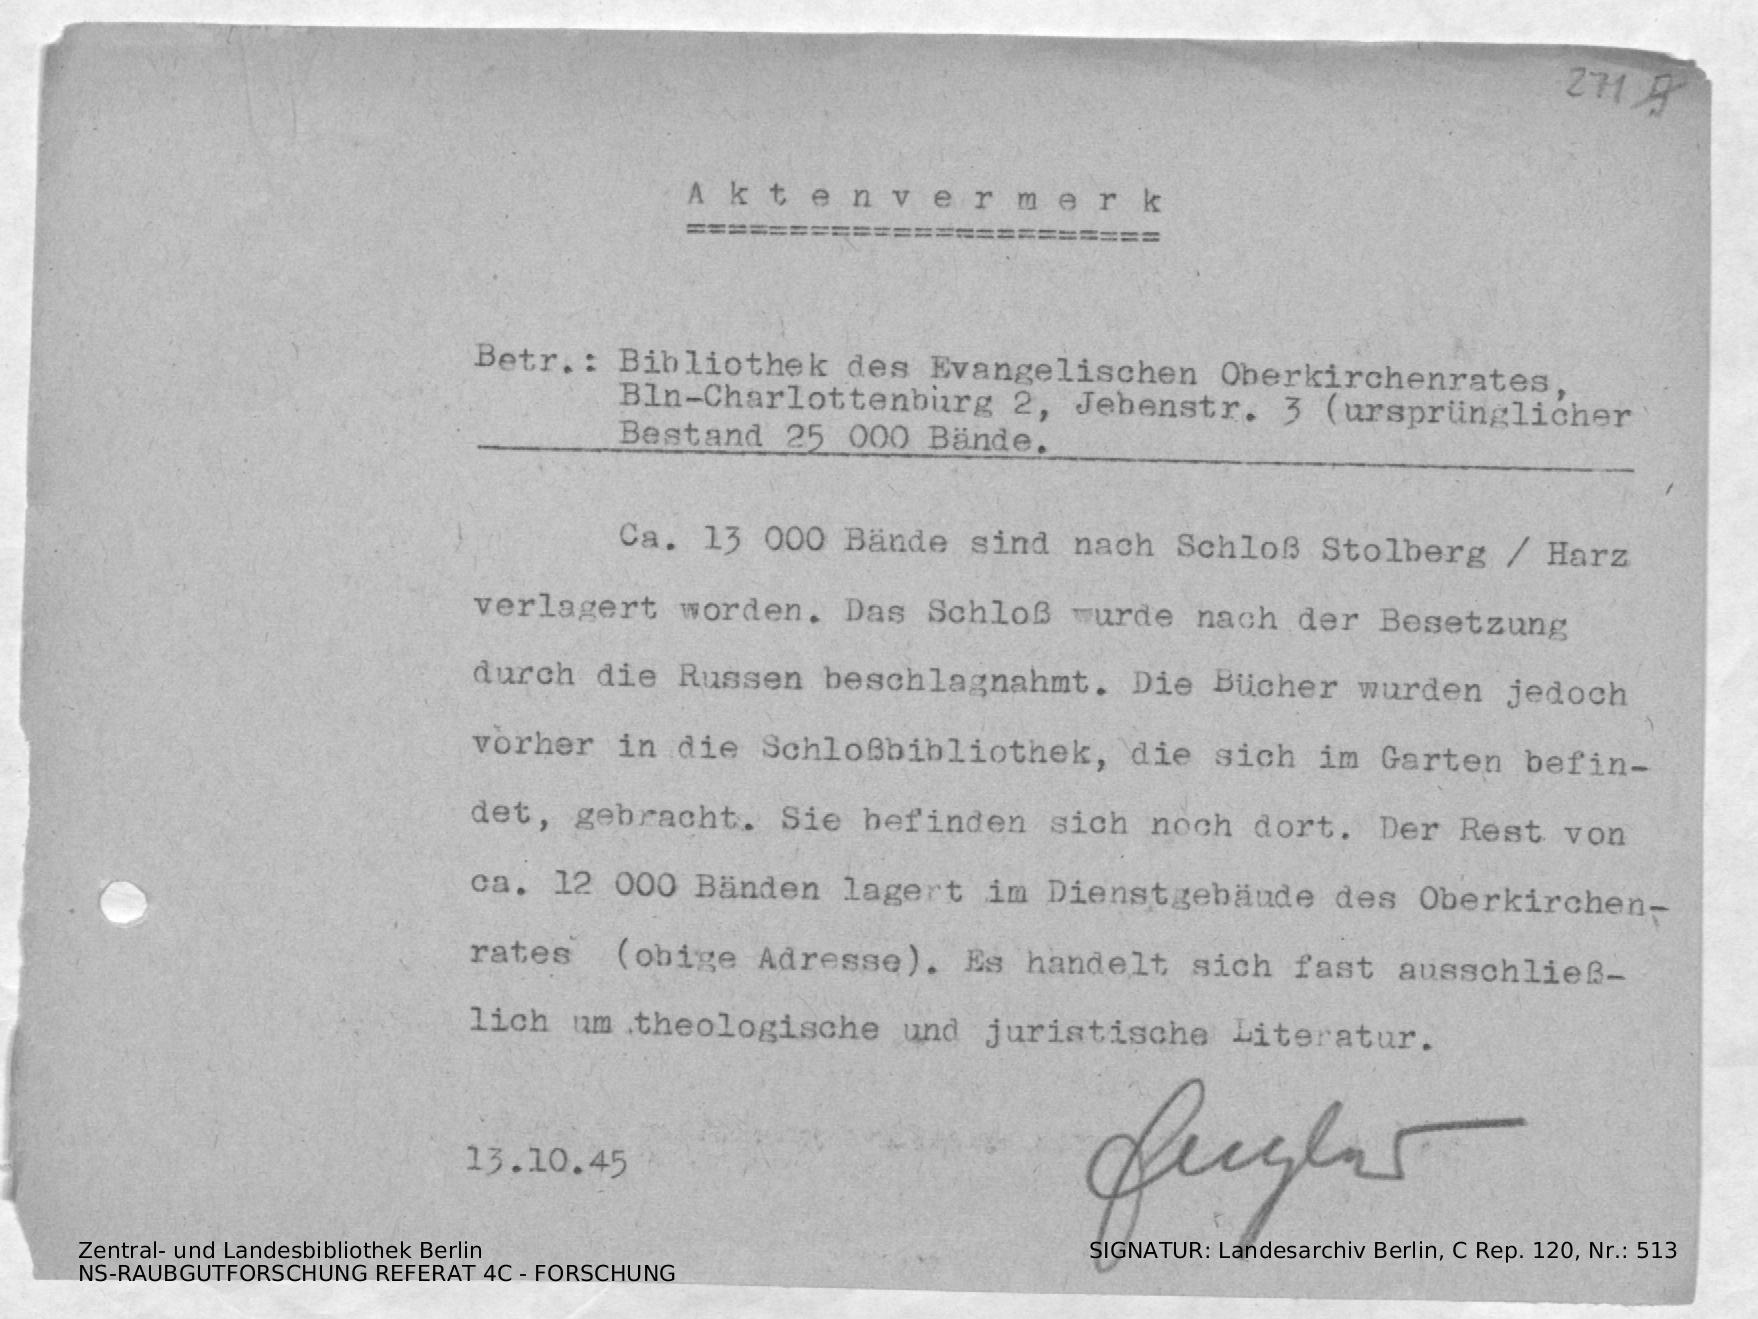 271
A k t e n v e r m e r k
=======================
Betr.: Bibliothek des Evangelischen Oberkirchenrates,
Bln-Charlottenburg 2, Jebenstr. 3 (ursprünglicher
Bestand 25 000 Bände.
Ca. 13 000 Bände sind nach Schloß Stolberg / Harz
verlagert worden. Das Schloß wurde nach der Besetzung
durch die Russen beschlagnahmt. Die Bücher wurden jedoch
vorher in die Schloßbibliothek, die sich im Garten befin-
det, gebracht. Sie befinden sich noch dort. Der Rest von
ca. 12 000 Bänden lagert im Dienstgebäude des Oberkirchen-
rates (obige Adresse). Es handelt sich fast ausschließ-
lich um theologische und juristische Literatur.
13.10.45
Zentral- und Landesbibliothek Berlin
NS-RAUBGUTFORSCHUNG REFERAT 4C - FORSCHUNG
SIGNATUR: Landesarchiv Berlin, C Rep. 120, Nr.: 513